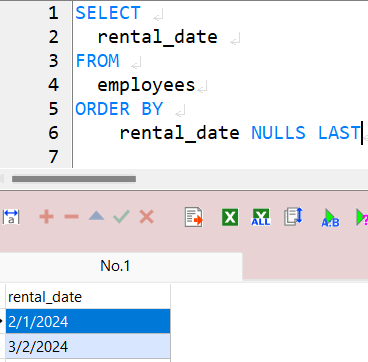 1 SELECT
2 rental_date
3 FROM
4 employees
5 ORDER BY
6 rental_date NULLS LAST
7
ALL
A:B
No.1
rental_date
2/1/2024
3/2/2024